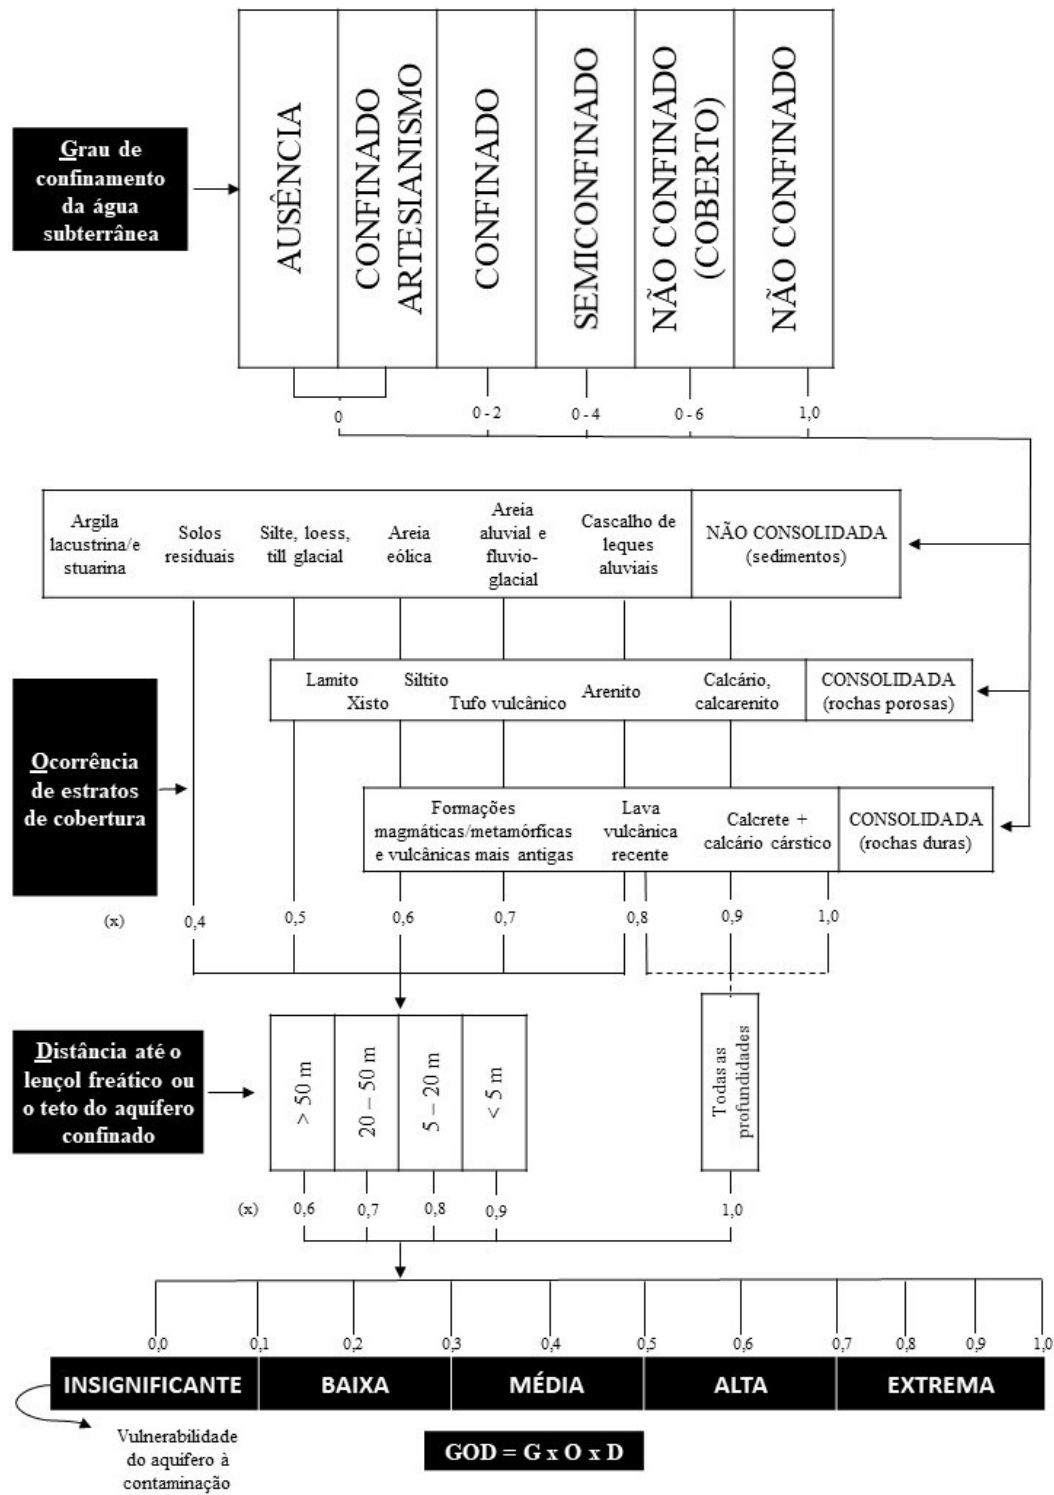 Grau de
confinamento
da água
subterrânea
AUSÊNCIA
CONFINADO
ARTESIANISMO
CONFINADO
SEMICONFINADO
NÃO CONFINADO
(COBERTO)
NÃO CONFINADO
0
0 - 2
0 - 4
0 - 6
1,0
Argila
lacustrina/e
stuarina
Solos
residuais
Silte, loess,
till glacial
Areia
eólica
Areia
aluvial e
fluvio-
glacial
Cascalho de
leques
aluviais
NÃO CONSOLIDADA
(sedimentos)
Lamito
Xisto
Siltito
Tufo vulcânico
Arenito
Calcário,
calcarenito
CONSOLIDADA
(rochas porosas)
Ocorrência
de estratos
de cobertura
Formações
magmáticas/metamórficas
e vulcânicas mais antigas
Lava
vulcânica
recente
Calcrete +
calcário cárstico
CONSOLIDADA
(rochas duras)
(x)
0,4
0,5
0,6
0,7
0,8
0,9
1,0
Distância até o
lençol freático ou
o teto do aquífero
confinado
> 50 m
20 – 50 m
5 – 20 m
< 5 m
Todas as
profundidades
(x)
0,6
0,7
0,8
0,9
1,0
0,0
0,1
0,2
0,3
0,4
0,5
0,6
0,7
0,8
0,9
1,0
INSIGNIFICANTE
BAIXA
MÉDIA
ALTA
EXTREMA
Vulnerabilidade
do aquífero à
contaminação
GOD = G x O x D